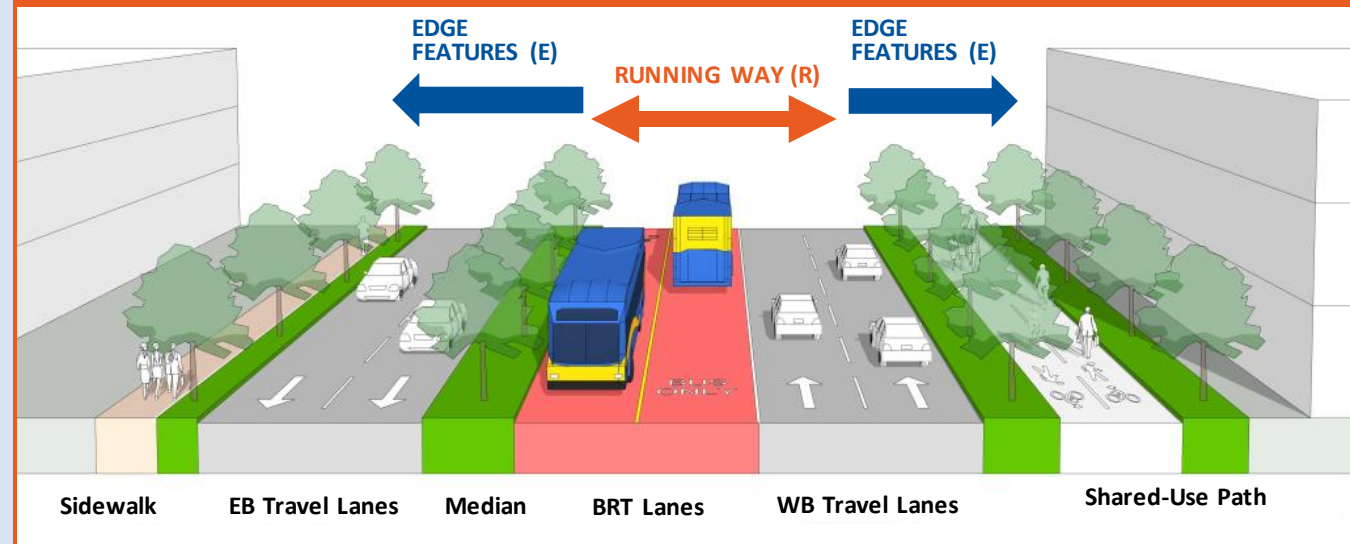 EDGE
FEATURES (E)
EDGE
FEATURES (E)
RUNNING WAY (R)
BUS
ONLY
Sidewalk
EB Travel Lanes
Median
BRT Lanes
WB Travel Lanes
Shared-Use Path